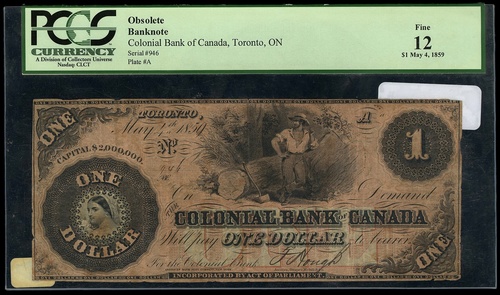 PCGS
CURRENCY
A Division of Collectors Universe
Nasdaq: CLCT
Obsolete
Banknote
Colonial Bank of Canada, Toronto, ON
Serial#946
Plate #A
Fine
12
$1 May 4, 1859
ONE
TORONTO,
A
May 4th 1859
1
CAPITAL $2,000,000.
No
946
ONE
DOLLAR
On Demand
THE
COLONIAL BANK OF CANADA
Will pay ONE DOLLAR to bearer
For the Colonial Bank
ONE
INCORPORATED BY ACT OF PARLIAMENT.